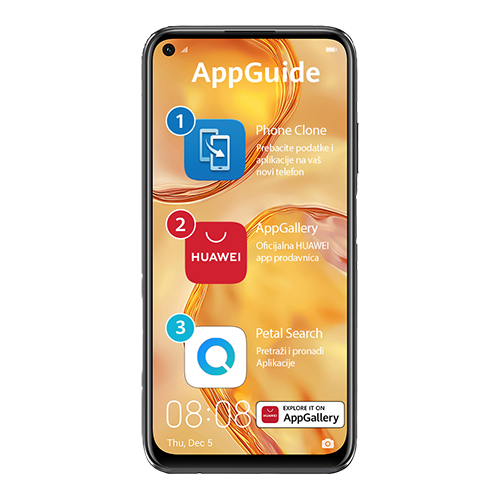 AppGuide
1
Phone Clone
Prebacite podatke i
aplikacije na vaš
novi telefon
2
HUAWEI
AppGallery
Oficijalna HUAWEI
app prodavnica
3
Petal Search
Pretraži i pronađi
Aplikacije
08:08
Thu, Dec 5
HUAWEI
EXPLORE IT ON
AppGallery